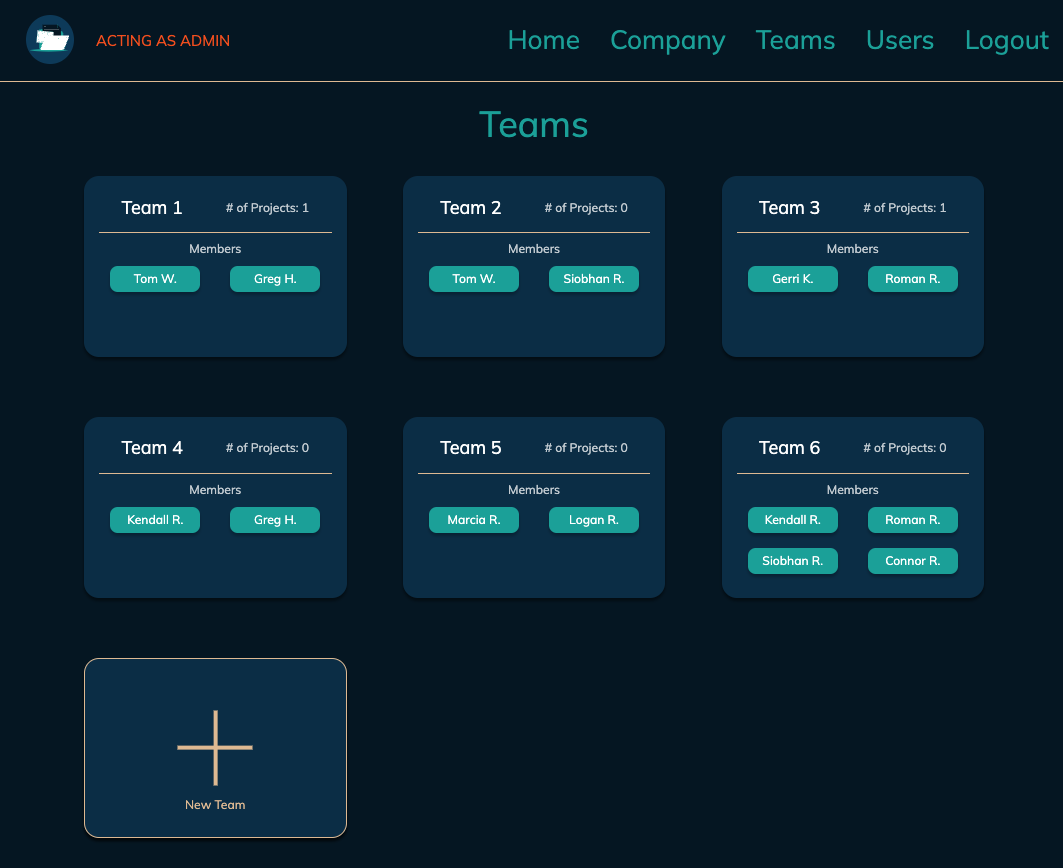 ACTING AS ADMIN Home Company Teams Users Logout
Teams
Team 1 # of Projects: 1
Members
Tom W. Greg H.
Team 2 # of Projects: 0
Members
Tom W. Siobhan R.
Team 3 # of Projects: 1
Members
Gerri K. Roman R.
Team 4 # of Projects: 0
Members
Kendall R. Greg H.
Team 5 # of Projects: 0
Members
Marcia R. Logan R.
Team 6 # of Projects: 0
Members
Kendall R. Roman R.
Siobhan R. Connor R.
New Team